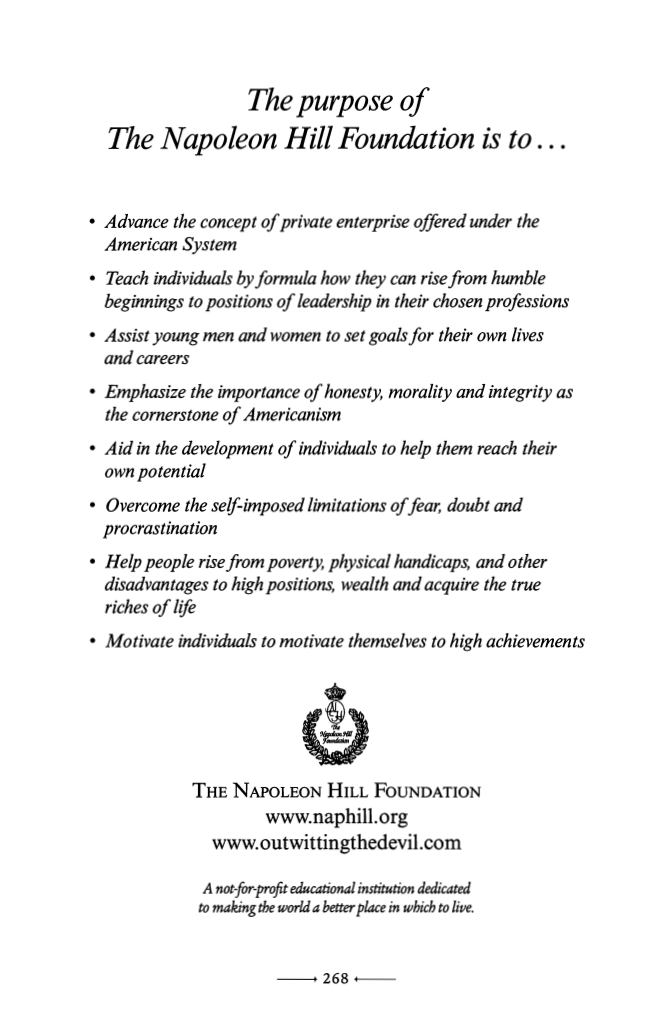 The purpose of
The Napoleon Hill Foundation is to . . .
• Advance the concept of private enterprise offered under the
American System
• Teach individuals by formula how they can rise from humble
beginnings to positions of leadership in their chosen professions
• Assist young men and women to set goals for their own lives
and careers
• Emphasize the importance of honesty, morality and integrity as
the cornerstone of Americanism
• Aid in the development of individuals to help them reach their
own potential
• Overcome the self-imposed limitations of fear, doubt and
procrastination
• Help people rise from poverty, physical handicaps, and other
disadvantages to high positions, wealth and acquire the true
riches of life
• Motivate individuals to motivate themselves to high achievements
The
Napoleon Hill
Foundation
THE NAPOLEON HILL FOUNDATION
www.naphill.org
www.outwittingthedevil.com
A not-for-profit educational institution dedicated
to making the world a better place in which to live.
268